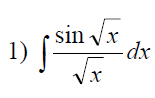 1) ∫ sin √x / √x dx